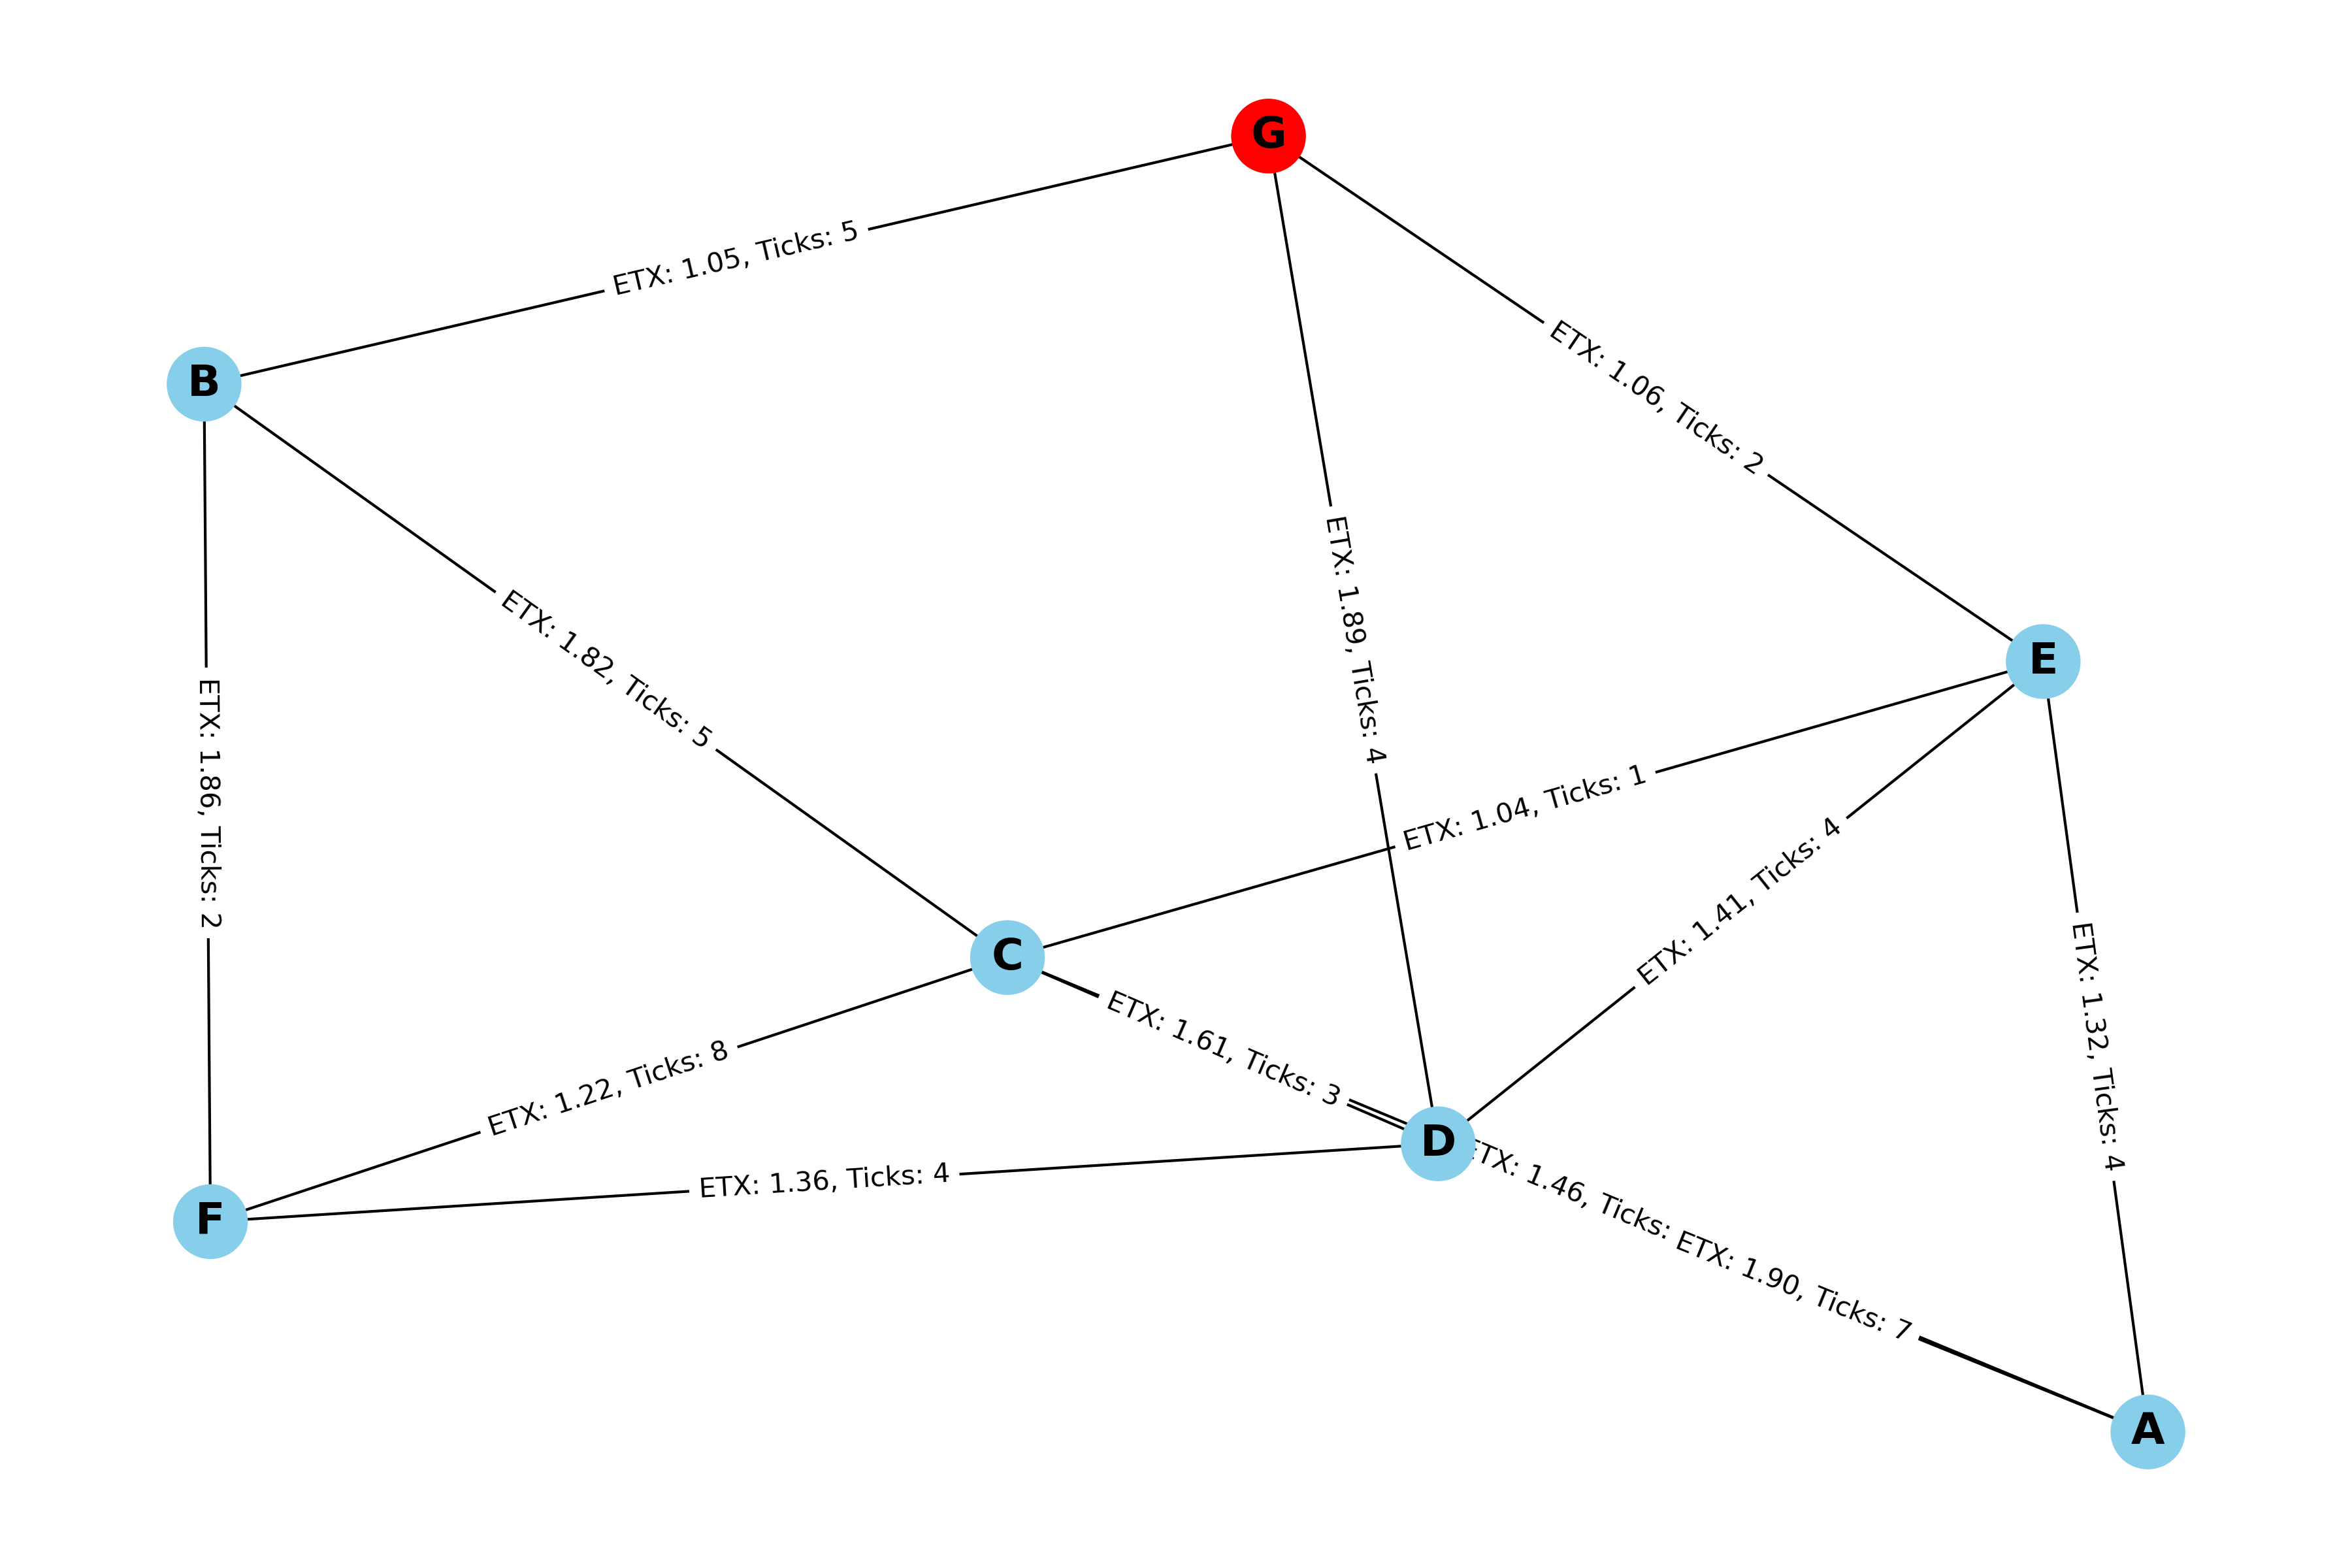 G
ETX: 1.05, Ticks: 5
B
ETX: 1.06, Ticks: 2
ETX: 1.82, Ticks: 5
ETX: 1.89, Ticks: 4
E
ETX: 1.86, Ticks: 2
ETX: 1.04, Ticks: 1
ETX: 1.41, Ticks: 4
C
ETX: 1.32, Ticks: 4
ETX: 1.61, Ticks: 3
ETX: 1.22, Ticks: 8
D
TX: 1.46, Ticks:
ETX: 1.36, Ticks: 4
F
ETX: 1.90, Ticks: 7
A